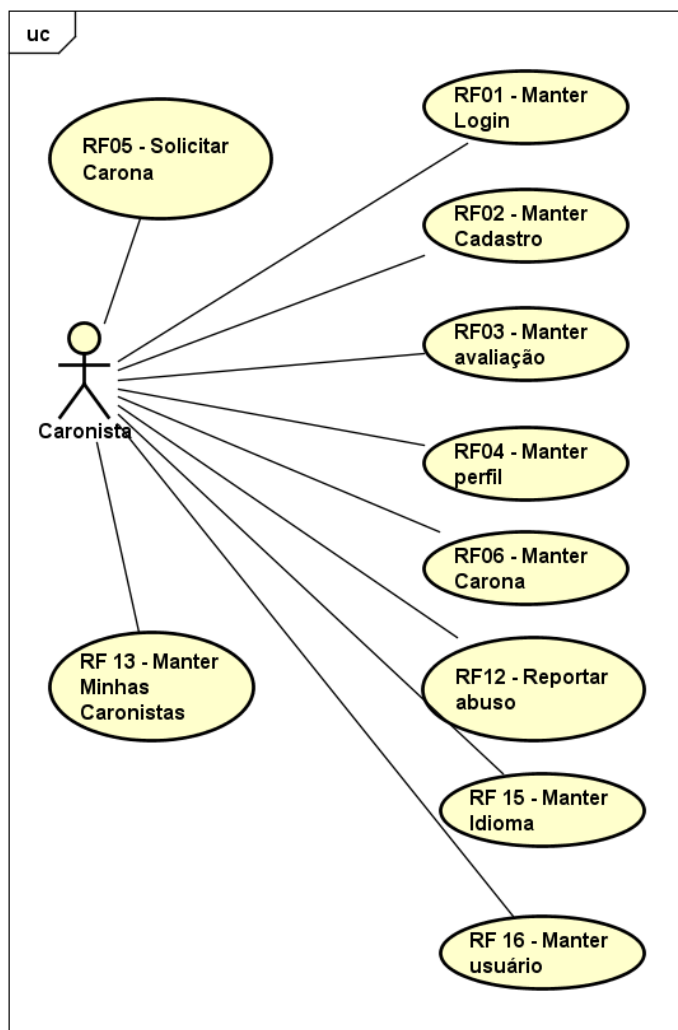 uc
RF05 - Solicitar
Carona
RF01 - Manter
Login
RF02 - Manter
Cadastro
RF03 - Manter
avaliação
RF04 - Manter
perfil
Caronista
RF06 - Manter
Carona
RF 13 - Manter
Minhas
Caronistas
RF12 - Reportar
abuso
RF 15 - Manter
Idioma
RF 16 - Manter
usuário